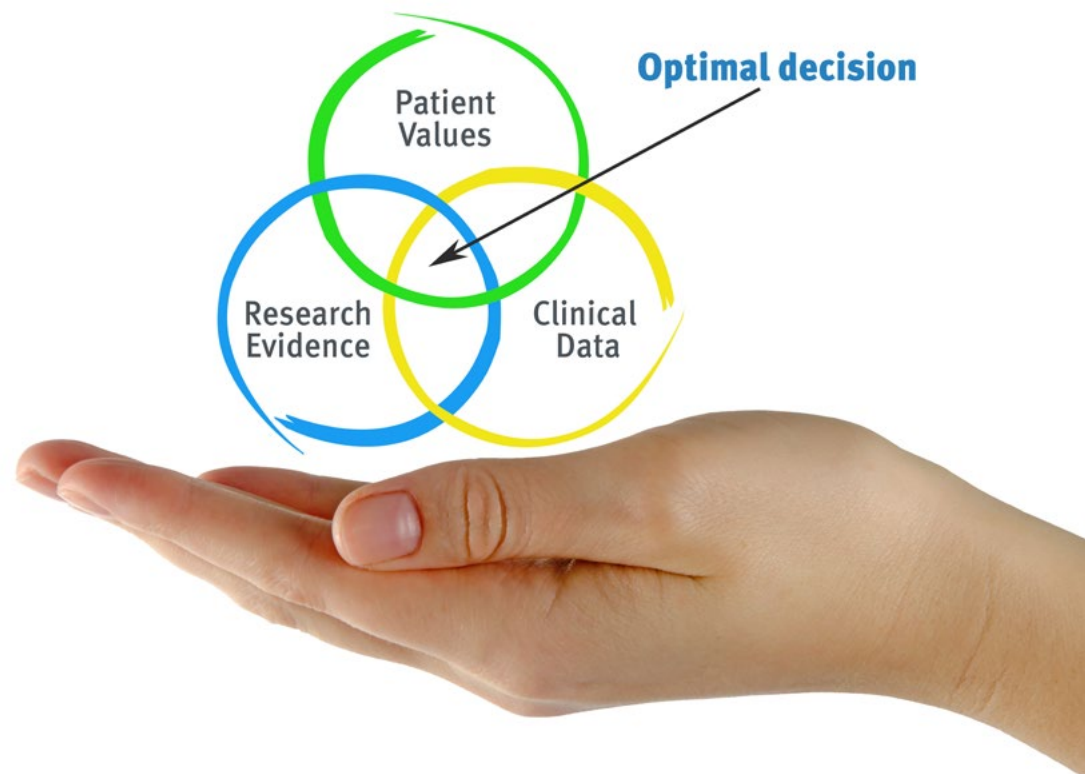 Optimal decision
Patient
Values
Research
Evidence
Clinical
Data